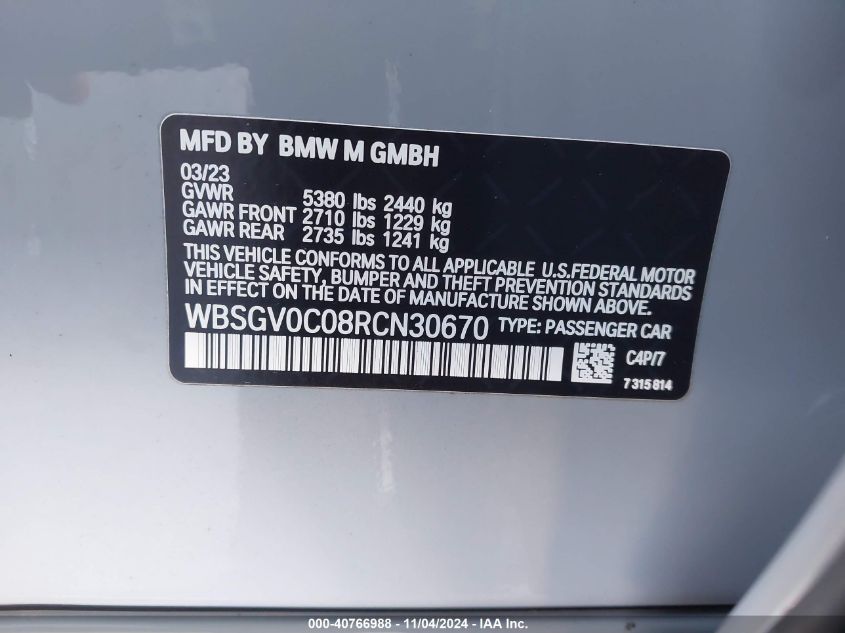 MFD BY BMW M GMBH
03/23
GVWR 5380 lbs 2440 kg
GAWR FRONT 2710 lbs 1229 kg
GAWR REAR 2735 lbs 1241 kg
THIS VEHICLE CONFORMS TO ALL APPLICABLE U.S.FEDERAL MOTOR
VEHICLE SAFETY, BUMPER AND THEFT PREVENTION STANDARDS
IN EFFECT ON THE DATE OF MANUFACTURE SHOWN ABOVE.
WBSGV0C08RCN30670 TYPE: PASSENGER CAR
C4P/7
7315814
000-40766988 - 11/04/2024 - IAA Inc.